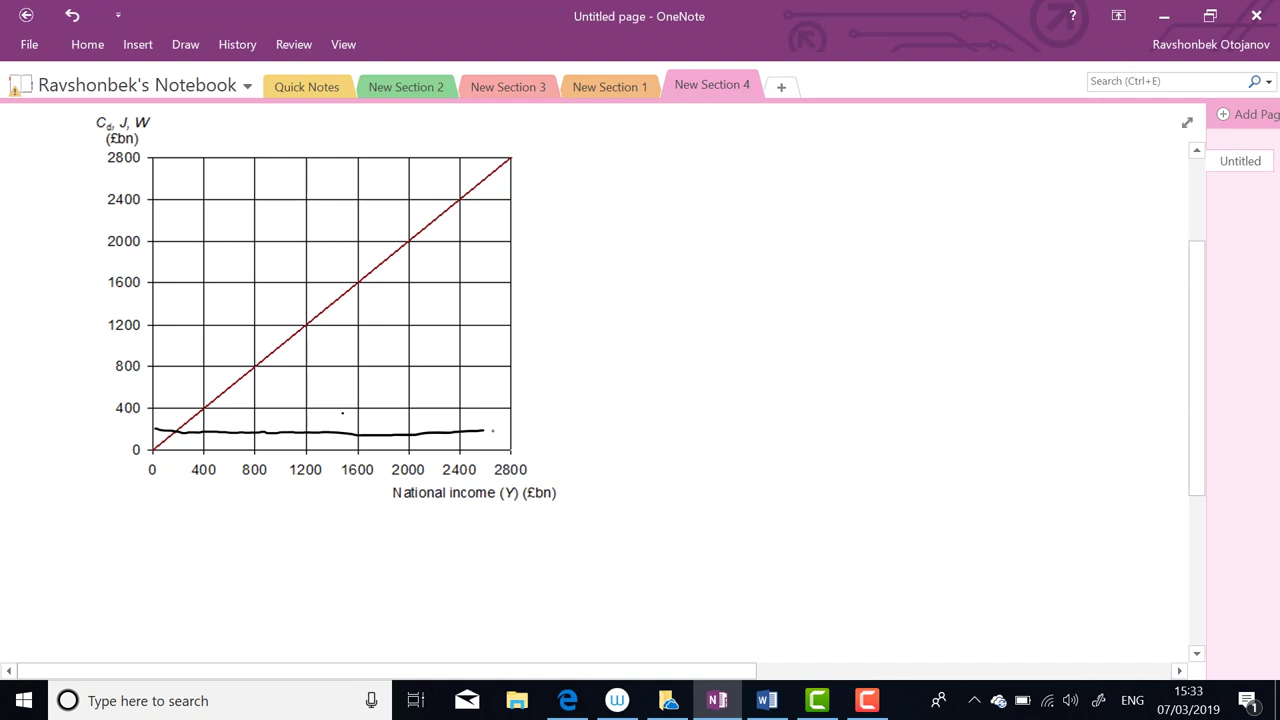 Untitled page - OneNote
?
File Home Insert Draw History Review View
Ravshonbek Otojanov
Ravshonbek's Notebook
Quick Notes
New Section 2
New Section 3
New Section 1
New Section 4
+
Search (Ctrl+E)
Add Pag
Untitled
Cd, J, W
(£bn)
2800
2400
2000
1600
1200
800
400
0
0 400 800 1200 1600 2000 2400 2800
National income (Y) (£bn)
Type here to search
ENG
15:33
07/03/2019
1